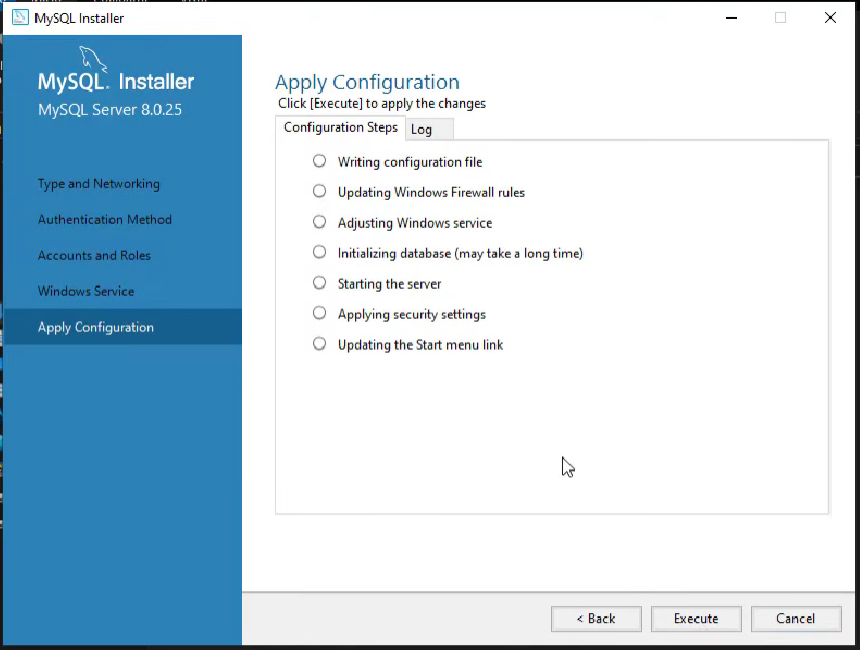 MySQL Installer
MySQL. Installer
MySQL Server 8.0.25
Type and Networking
Authentication Method
Accounts and Roles
Windows Service
Apply Configuration
Apply Configuration
Click [Execute] to apply the changes
Configuration Steps
Log
Writing configuration file
Updating Windows Firewall rules
Adjusting Windows service
Initializing database (may take a long time)
Starting the server
Applying security settings
Updating the Start menu link
< Back
Execute
Cancel